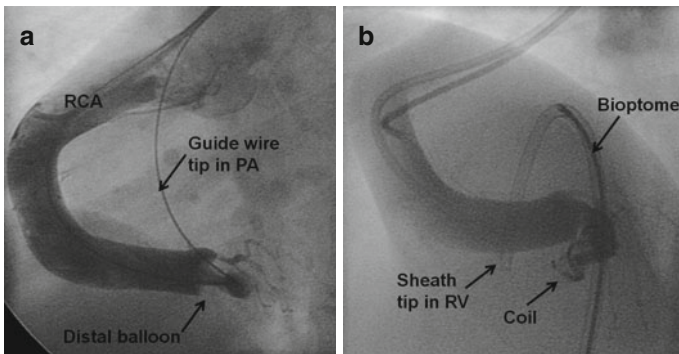 a
RCA
Guide wire
tip in PA
Distal balloon
b
Bioptome
Sheath
tip in RV
Coil